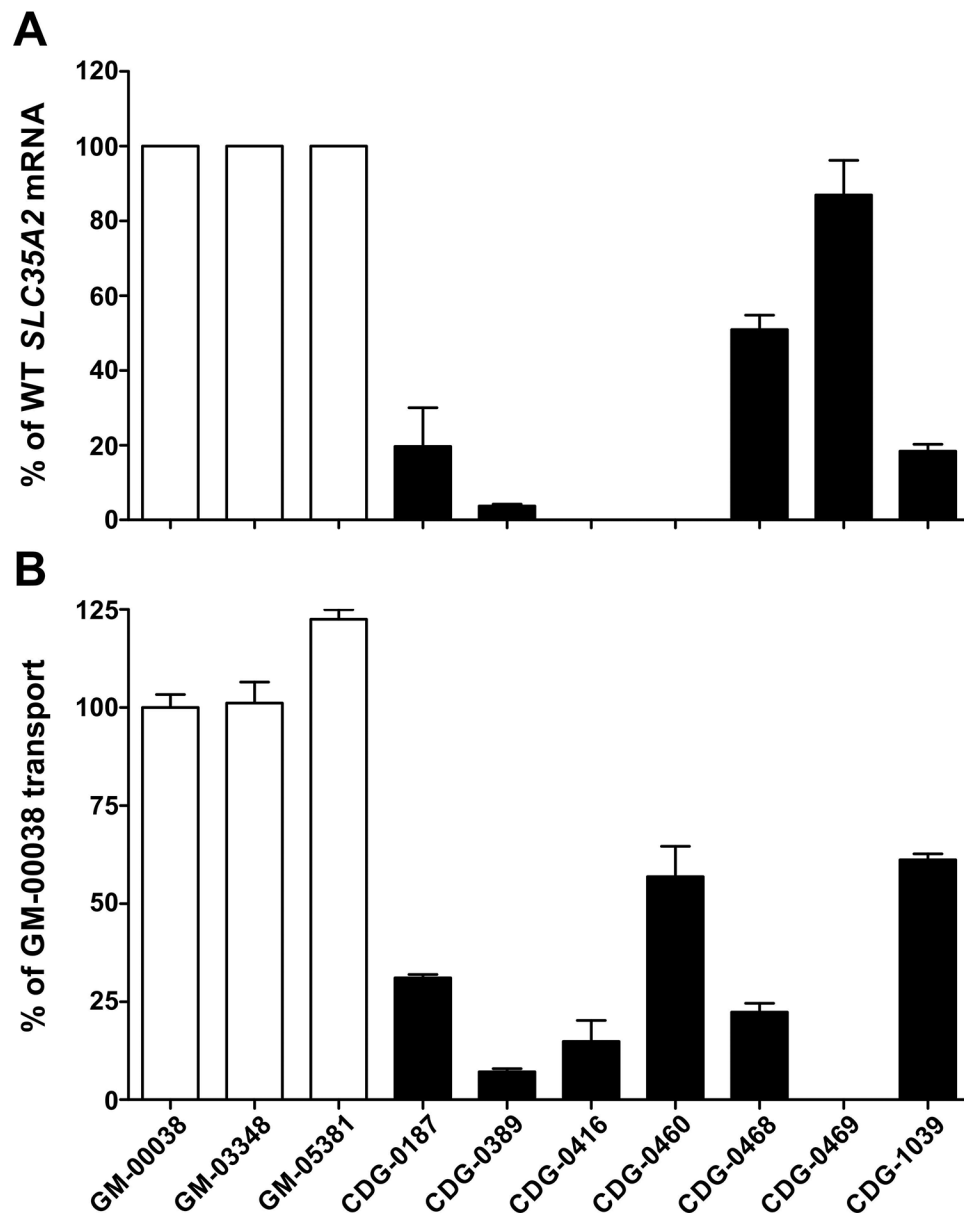 A
% of WT SLC35A2 mRNA
120
100
80
60
40
20
0
B
% of GM-00038 transport
125
100
75
50
25
0
GM-00038
GM-03348
GM-05381
CDG-0187
CDG-0389
CDG-0416
CDG-0460
CDG-0468
CDG-0469
CDG-1039